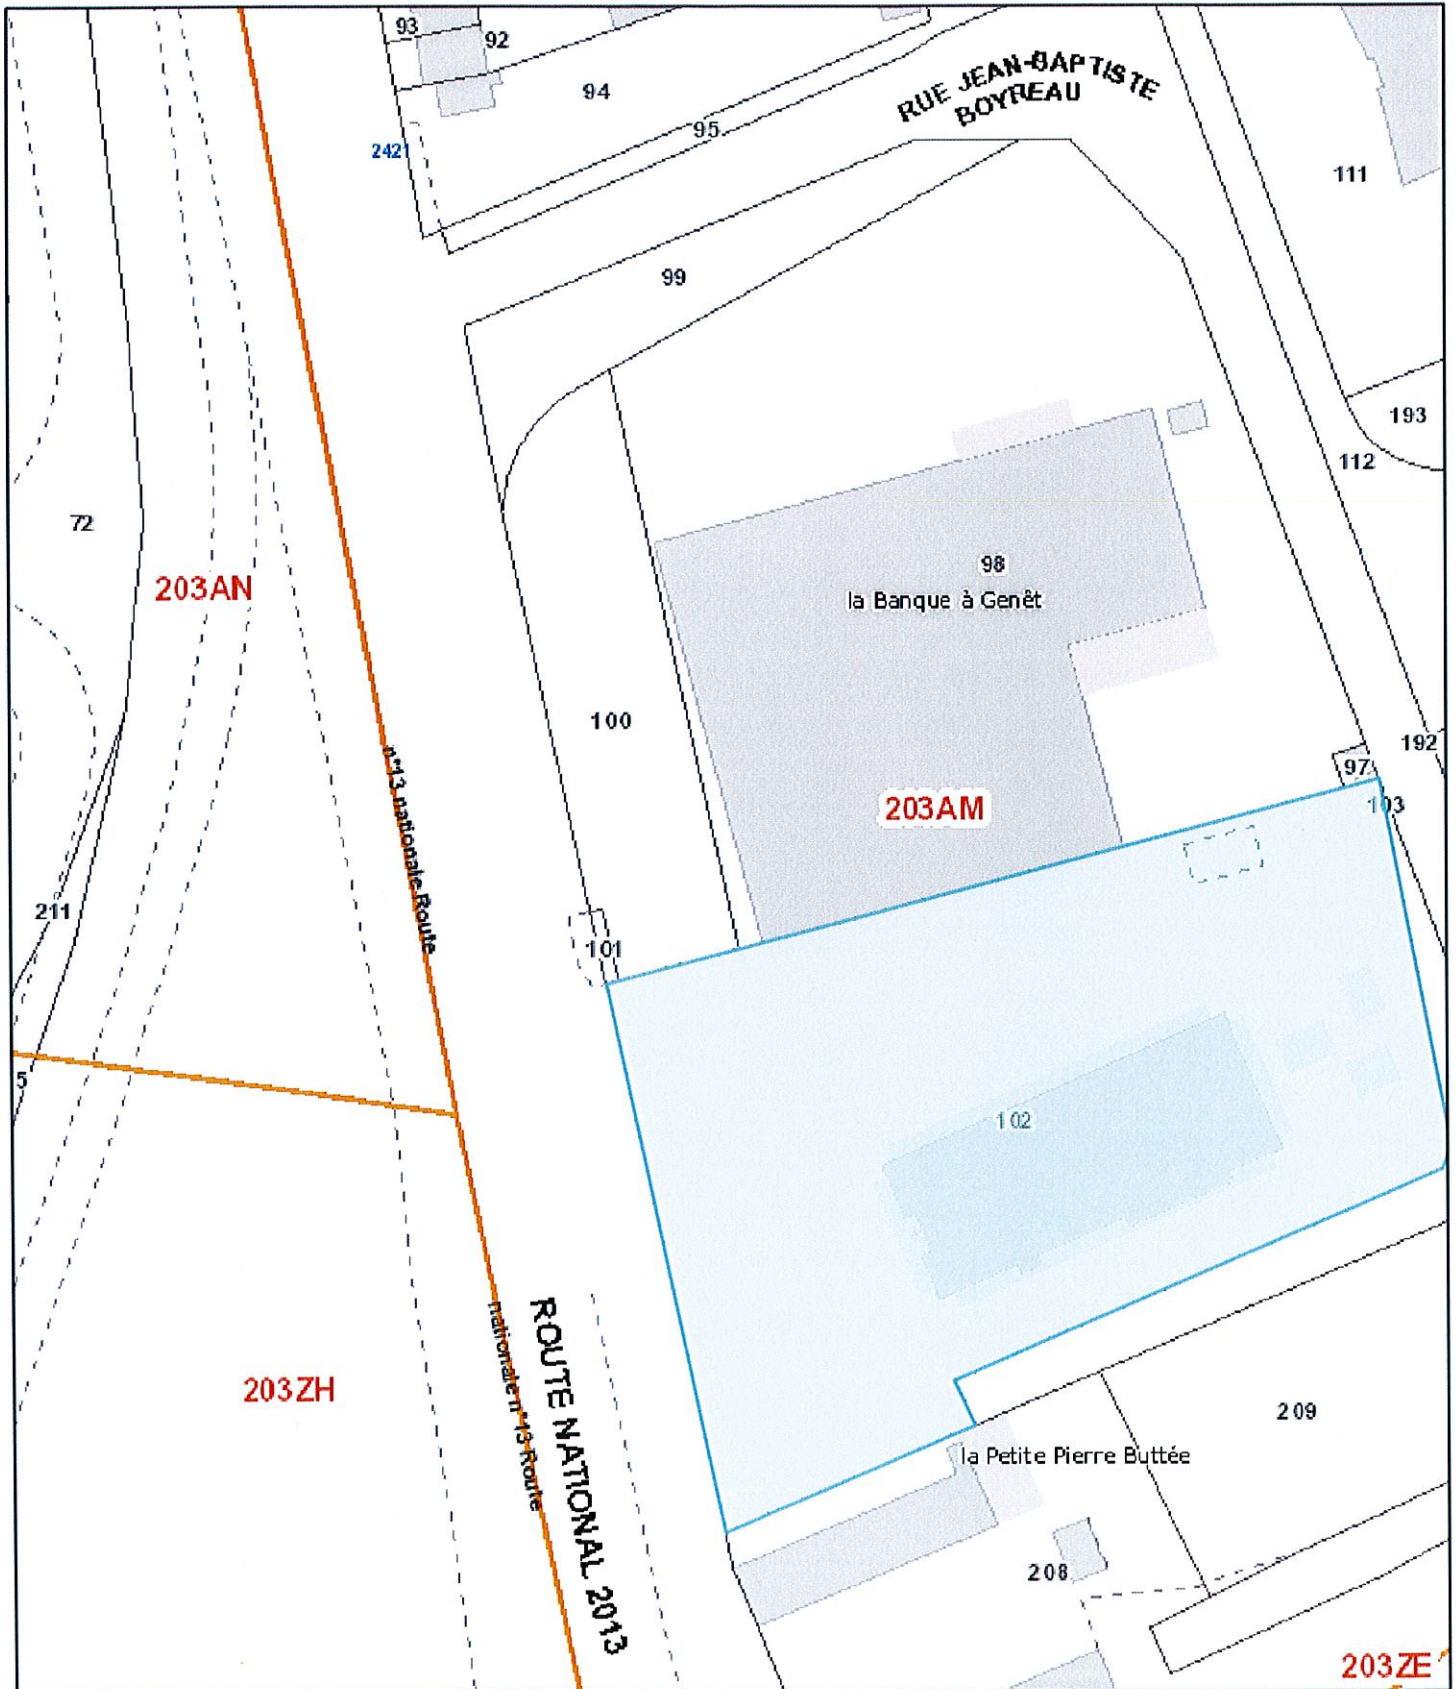 93
92
94
95
2421
RUE JEAN-BAPTISTE
BOYREAU
111
99
193
112
72
203AN
98
la Banque à Genêt
100
192
97
103
203AM
n°13 nationale Route
211
101
5
102
ROUTE NATIONAL 2013
nationale n°13 Route
203ZH
209
la Petite Pierre Buttée
208
203ZE